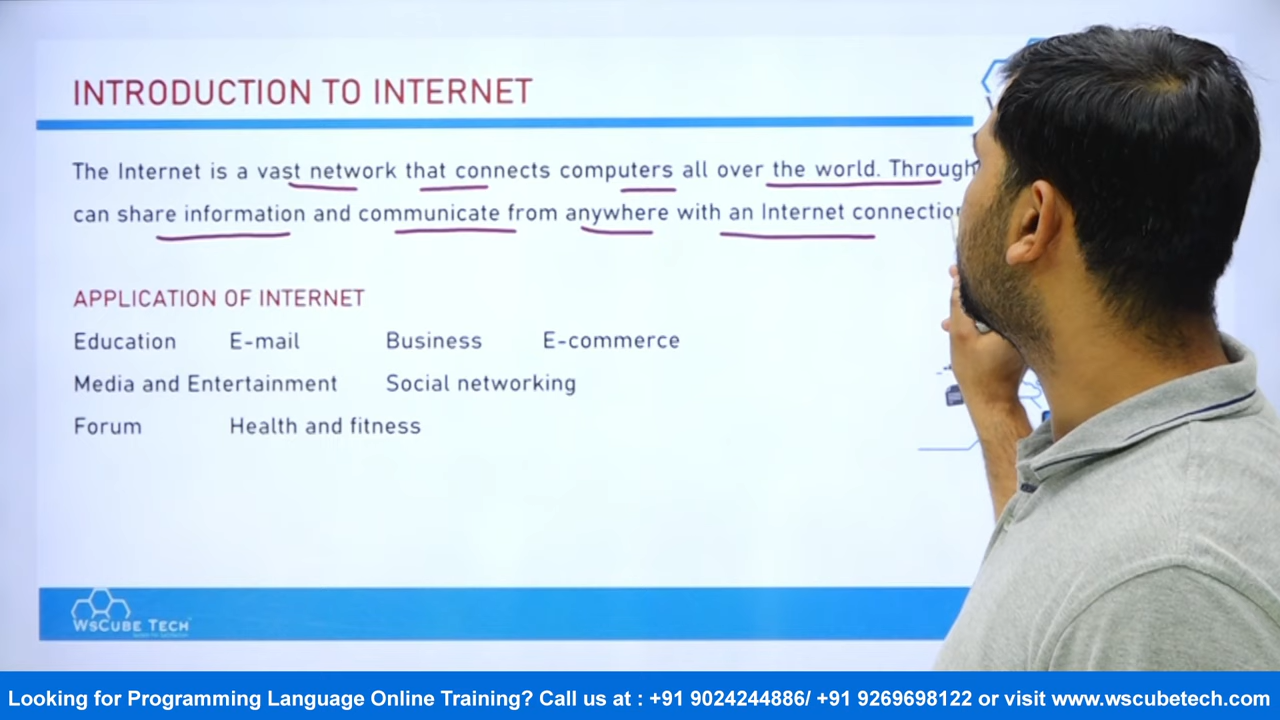 INTRODUCTION TO INTERNET
The Internet is a vast network that connects computers all over the world. Through
can share information and communicate from anywhere with an Internet
APPLICATION OF INTERNET
Education E-mail Business E-commerce
Media and Entertainment Social networking
Forum Health and fitness
WSCUBE TECH
Looking for Programming Language Online Training? Call us at : +91 9024244886/ +91 9269698122 or visit www.wscubetech.com